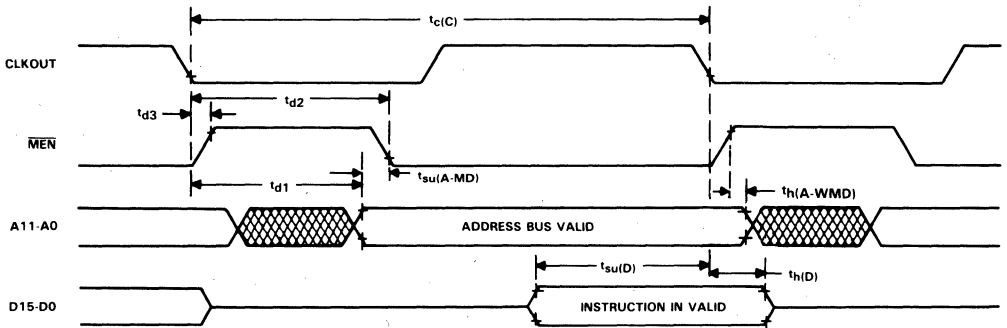 tc(C)
CLKOUT
td2
td3
MEN
tsu(A-MD)
td1
th(A-WMD)
A11-A0
ADDRESS BUS VALID
tsu(D)
th(D)
D15-D0
INSTRUCTION IN VALID